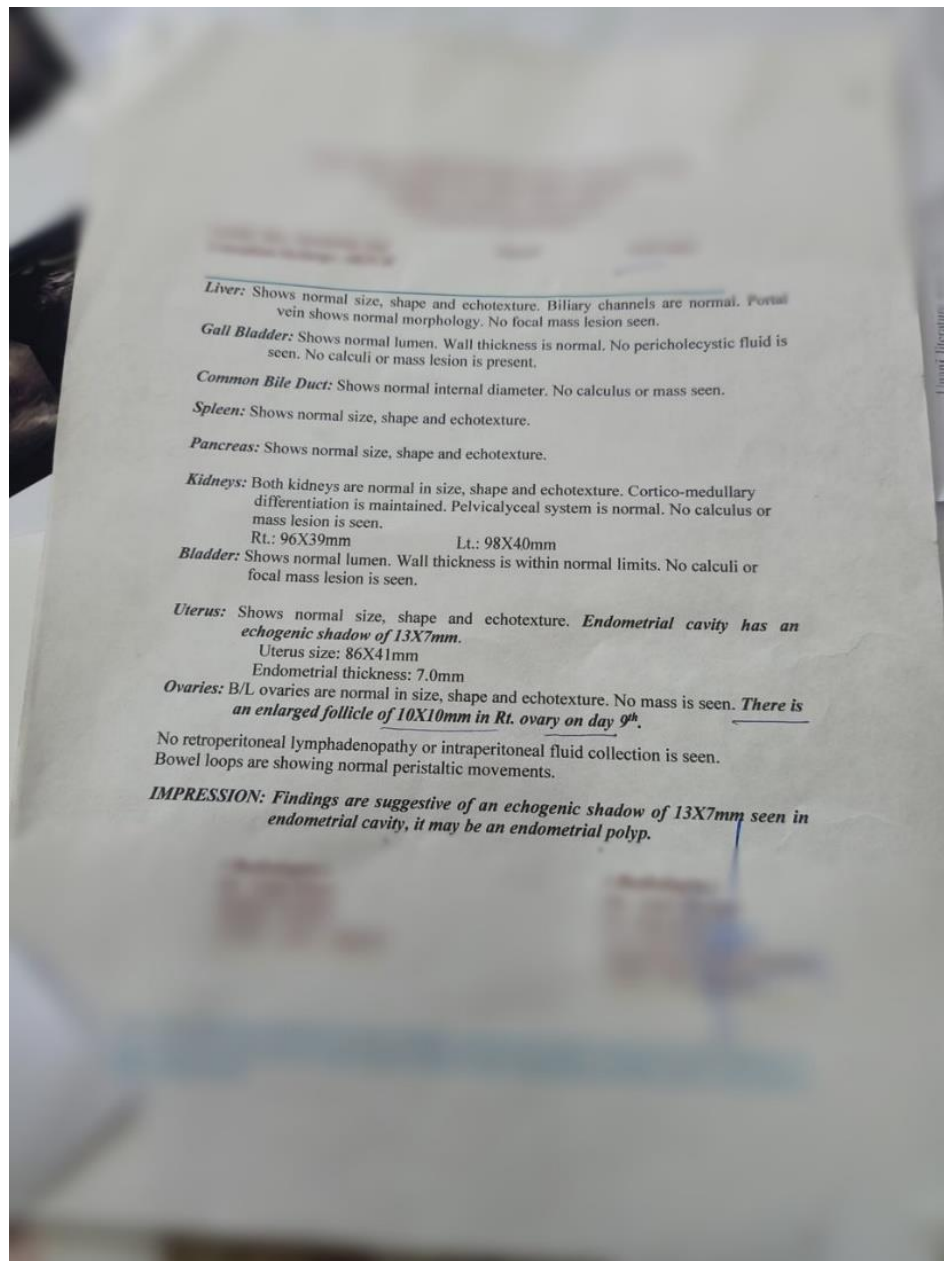 Liver: Shows normal size, shape and echotexture. Biliary channels are normal. Portal
vein shows normal morphology. No focal mass lesion seen.
Gall Bladder: Shows normal lumen. Wall thickness is normal. No pericholecystic fluid is
seen. No calculi or mass lesion is present.
Common Bile Duct: Shows normal internal diameter. No calculus or mass seen.
Spleen: Shows normal size, shape and echotexture.
Pancreas: Shows normal size, shape and echotexture.
Kidneys: Both kidneys are normal in size, shape and echotexture. Cortico-medullary
differentiation is maintained. Pelvicalyceal system is normal. No calculus or
mass lesion is seen.
Rt.: 96X39mm Lt.: 98X40mm
Bladder: Shows normal lumen. Wall thickness is within normal limits. No calculi or
focal mass lesion is seen.
Uterus: Shows normal size, shape and echotexture. Endometrial cavity has an
echogenic shadow of 13X7mm.
Uterus size: 86X41mm
Endometrial thickness: 7.0mm
Ovaries: B/L ovaries are normal in size, shape and echotexture. No mass is seen. There is
an enlarged follicle of 10X10mm in Rt. ovary on day 9th.
No retroperitoneal lymphadenopathy or intraperitoneal fluid collection is seen.
Bowel loops are showing normal peristaltic movements.
IMPRESSION: Findings are suggestive of an echogenic shadow of 13X7mm seen in
endometrial cavity, it may be an endometrial polyp.